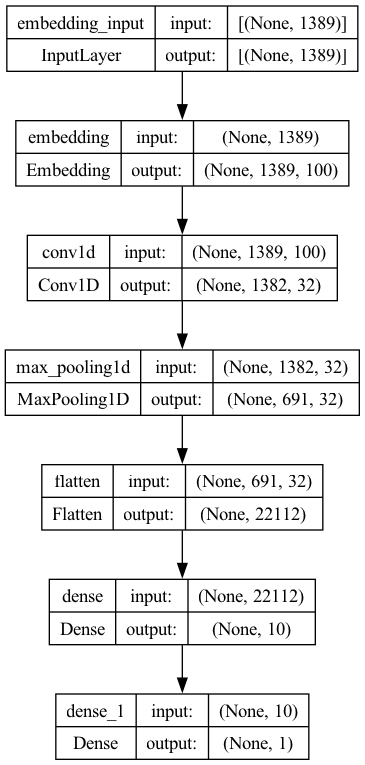 embedding_input input: [(None, 1389)]
InputLayer output: [(None, 1389)]
embedding input: (None, 1389)
Embedding output: (None, 1389, 100)
conv1d input: (None, 1389, 100)
Conv1D output: (None, 1382, 32)
max_pooling1d input: (None, 1382, 32)
MaxPooling1D output: (None, 691, 32)
flatten input: (None, 691, 32)
Flatten output: (None, 22112)
dense input: (None, 22112)
Dense output: (None, 10)
dense_1 input: (None, 10)
Dense output: (None, 1)